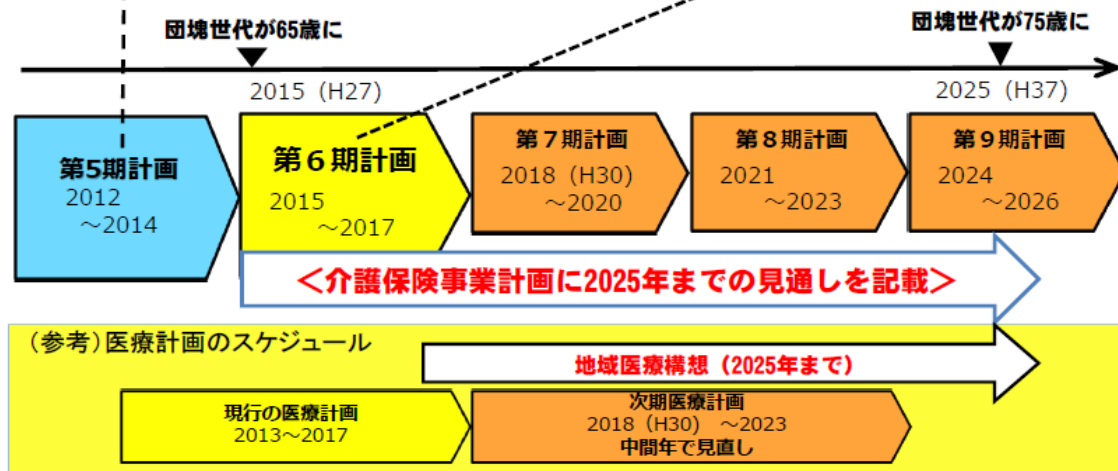 団塊世代が65歳に
団塊世代が75歳に
2015（H27）
2025（H37）
第5期計画
2012
～2014
第６期計画
2015
～2017
第７期計画
2018（H30）
～2020
第８期計画
2021
～2023
第９期計画
2024
～2026
＜介護保険事業計画に2025年までの見通しを記載＞
（参考）医療計画のスケジュール
地域医療構想（2025年まで）
現行の医療計画
2013～2017
次期医療計画
2018（H30）　～2023
中間年で見直し